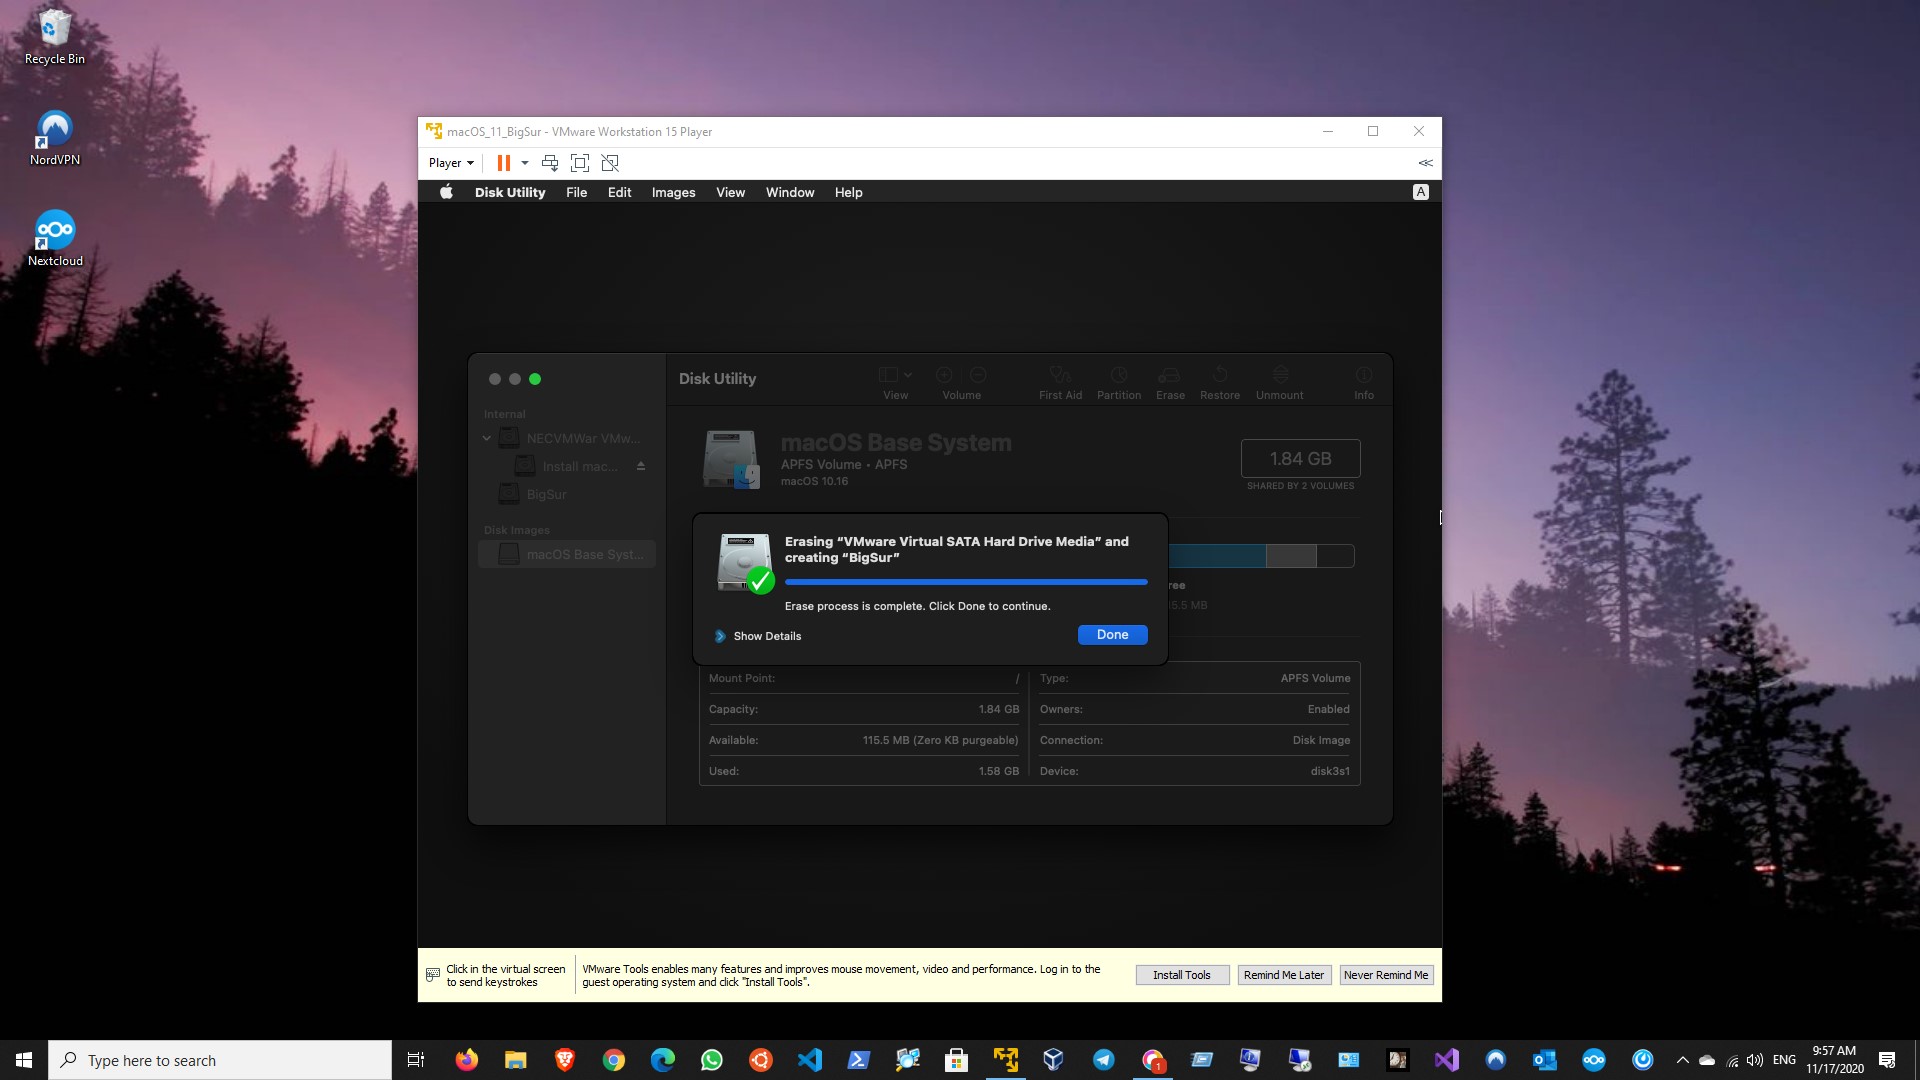 Recycle Bin
NordVPN
Nextcloud
macOS_11_BigSur - VMware Workstation 15 Player
Player
Disk Utility File Edit Images View Window Help
A
Disk Utility
View
Volume
First Aid
Partition
Erase
Restore
Unmount
Info
Internal
NECVMWar VMw...
Install mac...
BigSur
Disk Images
macOS Base Syst...
macOS Base System
APFS Volume • APFS
macOS 10.16
1.84 GB
SHARED BY 2 VOLUMES
Erasing “VMware Virtual SATA Hard Drive Media” and
creating “BigSur”
Erase process is complete. Click Done to continue.
Show Details
Done
Mount Point: /
Capacity: 1.84 GB
Available: 115.5 MB (Zero KB purgeable)
Used: 1.58 GB
Type: APFS Volume
Owners: Enabled
Connection: Disk Image
Device: disk3s1
Click in the virtual screen
to send keystrokes
VMware Tools enables many features and improves mouse movement, video and performance. Log in to the
guest operating system and click "Install Tools".
Install Tools
Remind Me Later
Never Remind Me
Type here to search
1
ENG
9:57 AM
11/17/2020